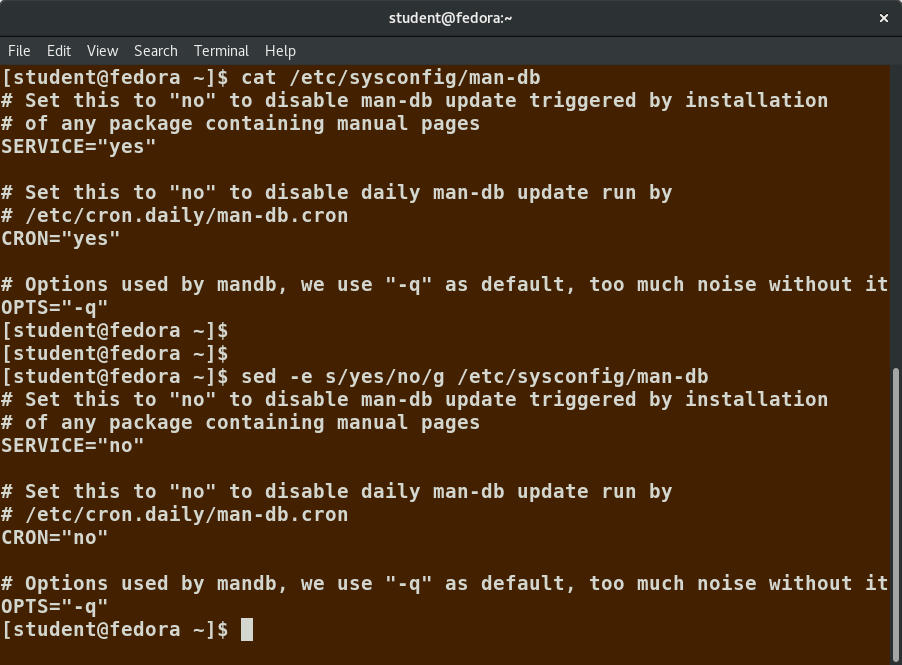 student@fedora:~
File Edit View Search Terminal Help
[student@fedora ~]$ cat /etc/sysconfig/man-db
# Set this to "no" to disable man-db update triggered by installation
# of any package containing manual pages
SERVICE="yes"
# Set this to "no" to disable daily man-db update run by
# /etc/cron.daily/man-db.cron
CRON="yes"
# Options used by mandb, we use "-q" as default, too much noise without it
OPTS="-q"
[student@fedora ~]$
[student@fedora ~]$
[student@fedora ~]$ sed -e s/yes/no/g /etc/sysconfig/man-db
# Set this to "no" to disable man-db update triggered by installation
# of any package containing manual pages
SERVICE="no"
# Set this to "no" to disable daily man-db update run by
# /etc/cron.daily/man-db.cron
CRON="no"
# Options used by mandb, we use "-q" as default, too much noise without it
OPTS="-q"
[student@fedora ~]$